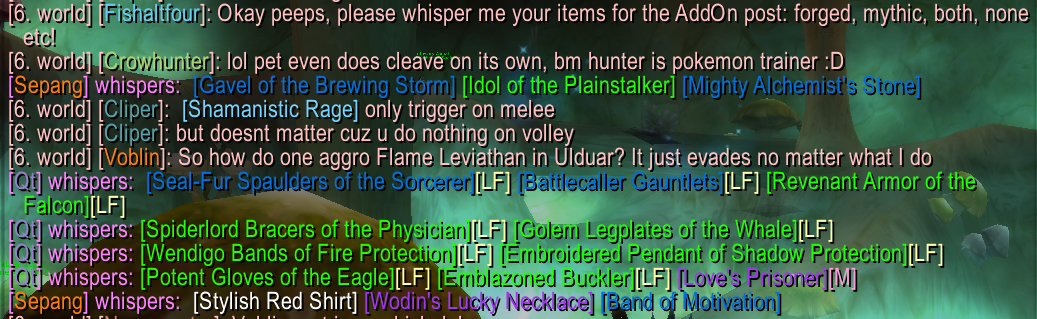 [6. world] [Fishaltfour]: Okay peeps, please whisper me your items for the AddOn post: forged, mythic, both, none
etc!
[6. world] [Crowhunter]: lol pet even does cleave on its own, bm hunter is pokemon trainer :D
[Sepang] whispers: [Gavel of the Brewing Storm] [Idol of the Plainstalker] [Mighty Alchemist's Stone]
[6. world] [Cliper]: [Shamanistic Rage] only trigger on melee
[6. world] [Cliper]: but doesnt matter cuz u do nothing on volley
[6. world] [Voblin]: So how do one aggro Flame Leviathan in Ulduar? It just evades no matter what I do
[Qt] whispers: [Seal-Fur Spaulders of the Sorcerer][LF] [Battlecaller Gauntlets][LF] [Revenant Armor of the
Falcon][LF]
[Qt] whispers: [Spiderlord Bracers of the Physician][LF] [Golem Legplates of the Whale][LF]
[Qt] whispers: [Wendigo Bands of Fire Protection][LF] [Embroidered Pendant of Shadow Protection][LF]
[Qt] whispers: [Potent Gloves of the Eagle][LF] [Emblazoned Buckler][LF] [Love's Prisoner][M]
[Sepang] whispers: [Stylish Red Shirt] [Wodin's Lucky Necklace] [Band of Motivation]